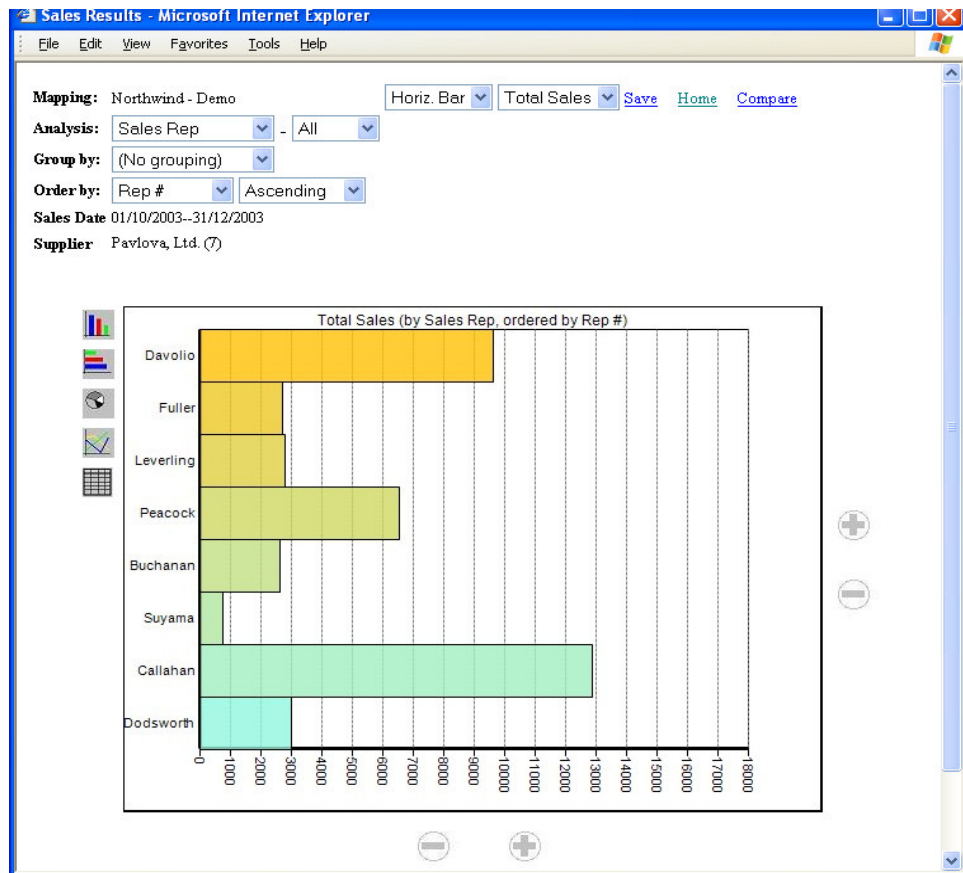 Sales Results - Microsoft Internet Explorer
File Edit View Favorites Tools Help
Mapping: Northwind - Demo Horiz. Bar Total Sales Save Home Compare
Analysis: Sales Rep - All
Group by: (No grouping)
Order by: Rep # Ascending
Sales Date 01/10/2003--31/12/2003
Supplier Pavlova, Ltd. (7)
Total Sales (by Sales Rep, ordered by Rep #)
Davolio
Fuller
Leverling
Peacock
Buchanan
Suyama
Callahan
Dodsworth
0 1000 2000 3000 4000 5000 6000 7000 8000 9000 10000 11000 12000 13000 14000 15000 16000 17000 18000